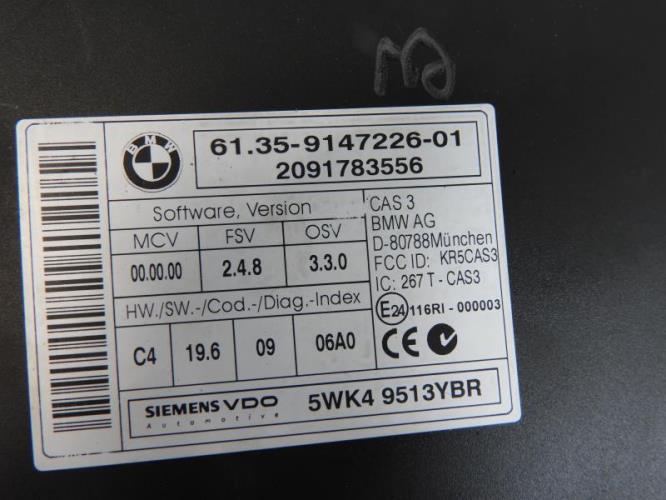 BMW
61.35-9147226-01
2091783556
Software, Version
MCV FSV OSV
00.00.00 2.4.8 3.3.0
HW./SW.-/Cod.-/Diag.-Index
C4 19.6 09 06A0
CAS 3
BMW AG
D-80788München
FCC ID: KR5CAS3
IC: 267 T - CAS3
E24 116RI - 000003
CE
SIEMENS VDO
Automotive
5WK4 9513YBR